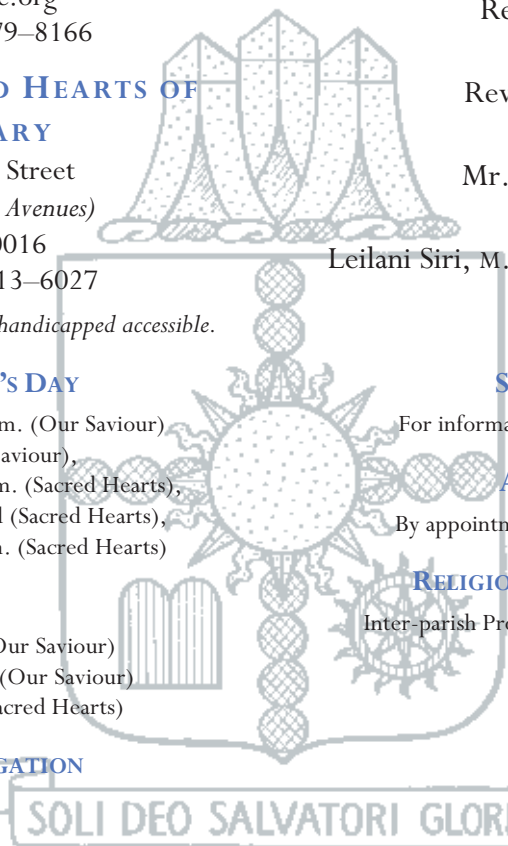 e.org
79–8166
D HEARTS OF
ARY
Street
Avenues)
0016
13–6027
handicapped accessible.
’S DAY
m. (Our Saviour)
aviour),
m. (Sacred Hearts),
l (Sacred Hearts),
n. (Sacred Hearts)
Our Saviour)
(Our Saviour)
acred Hearts)
GATION
Re
Rev
Mr.
Leilani Siri, M.
S
For informa
A
By appointm
RELIGIO
Inter-parish Pro
SOLI DEO SALVATORI GLORI